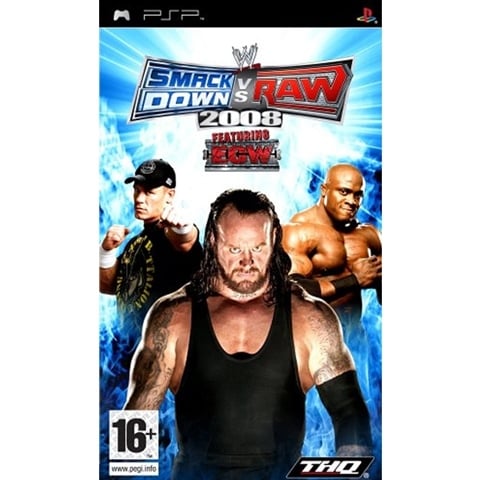 PSP
W
SMACK
DOWN
VS
RAW
2008
FEATURING
ECW
16+
www.pegi.info
THQ